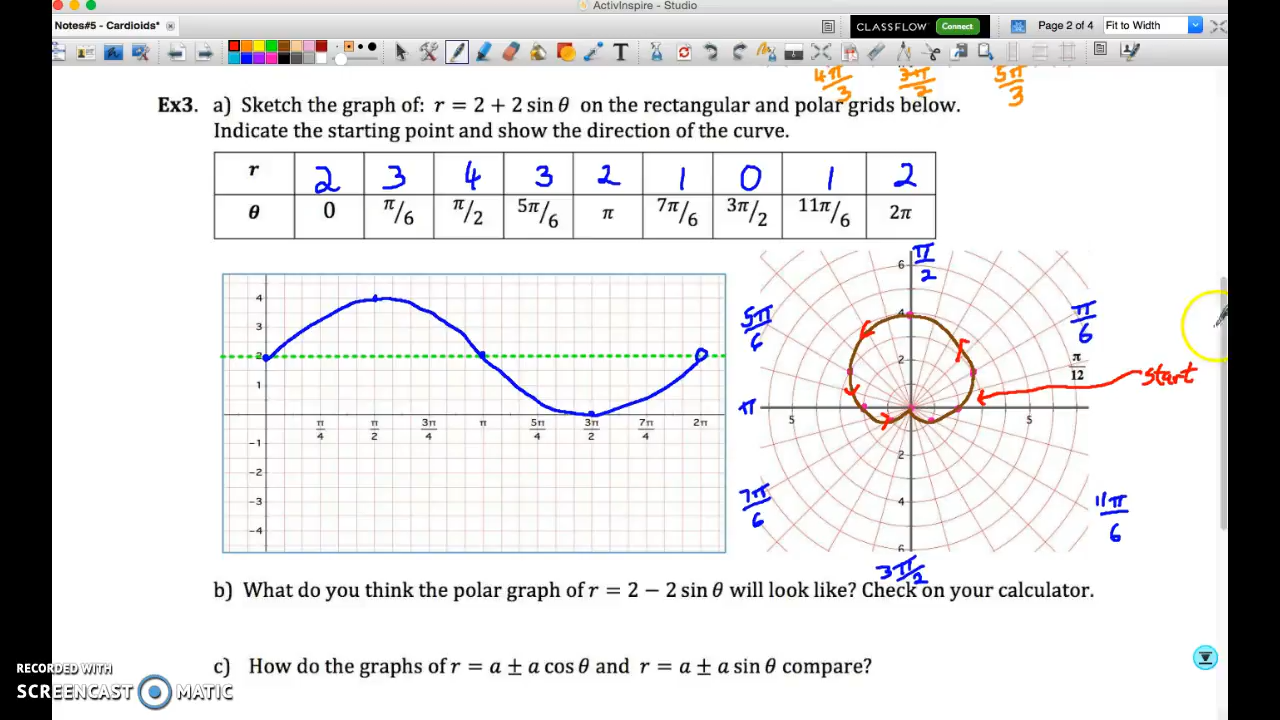 ActivInspire - Studio
Notes#5 - Cardioids*
CLASSFLOW Connect
Page 2 of 4
Fit to Width
4π/3 3π/2 5π/3
Ex3. a) Sketch the graph of: r = 2 + 2 sin θ on the rectangular and polar grids below.
Indicate the starting point and show the direction of the curve.
r 2 3 4 3 2 1 0 1 2
θ 0 π/6 π/2 5π/6 π 7π/6 3π/2 11π/6 2π
4
3
2
1
π/4 π/2 3π/4 π 5π/4 3π/2 7π/4 2π
−1
−2
−3
−4
π/2
6
5π/6 4 π/6
2 π/12 start
π
5 5
2
7π/6 4 11π/6
6
3π/2
b) What do you think the polar graph of r = 2 − 2 sin θ will look like? Check on your calculator.
c) How do the graphs of r = a ± a cos θ and r = a ± a sin θ compare?
RECORDED WITH
SCREENCAST MATIC